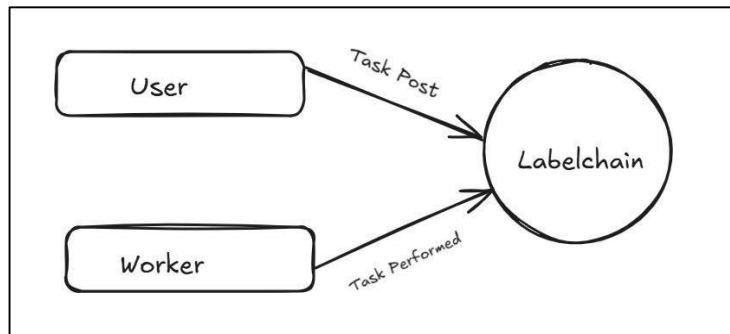 User
Task Post
Labelchain
Worker
Task Performed